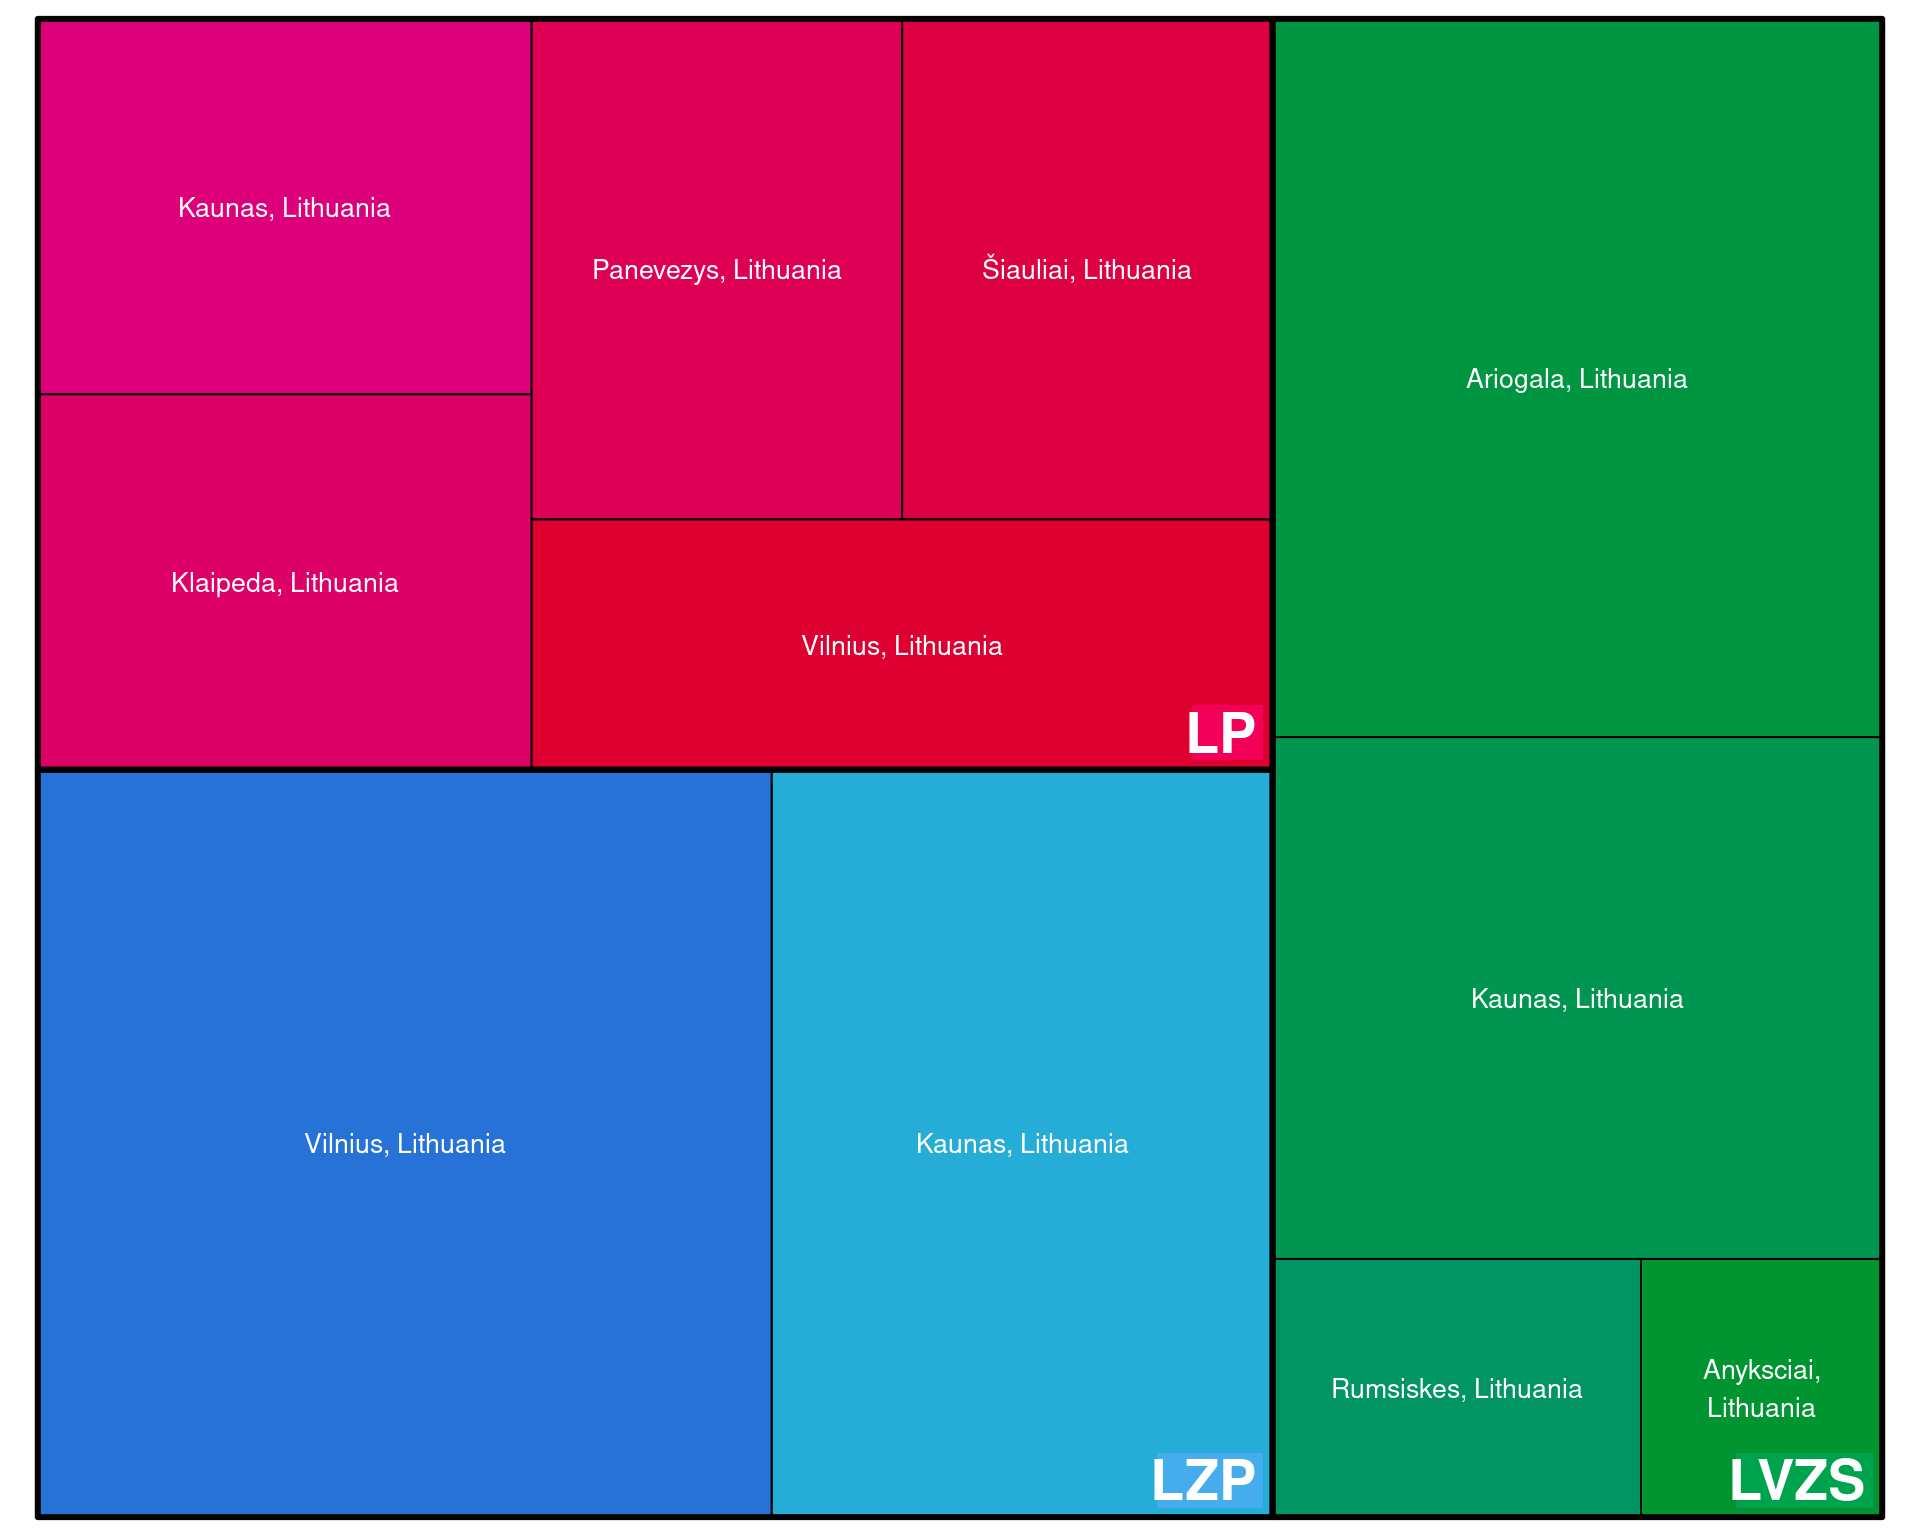 Kaunas, Lithuania
Panevezys, Lithuania
Šiauliai, Lithuania
Klaipeda, Lithuania
Vilnius, Lithuania
LP
Vilnius, Lithuania
Kaunas, Lithuania
LZP
Ariogala, Lithuania
Kaunas, Lithuania
Rumsiskes, Lithuania
Anyksciai,
Lithuania
LVZS